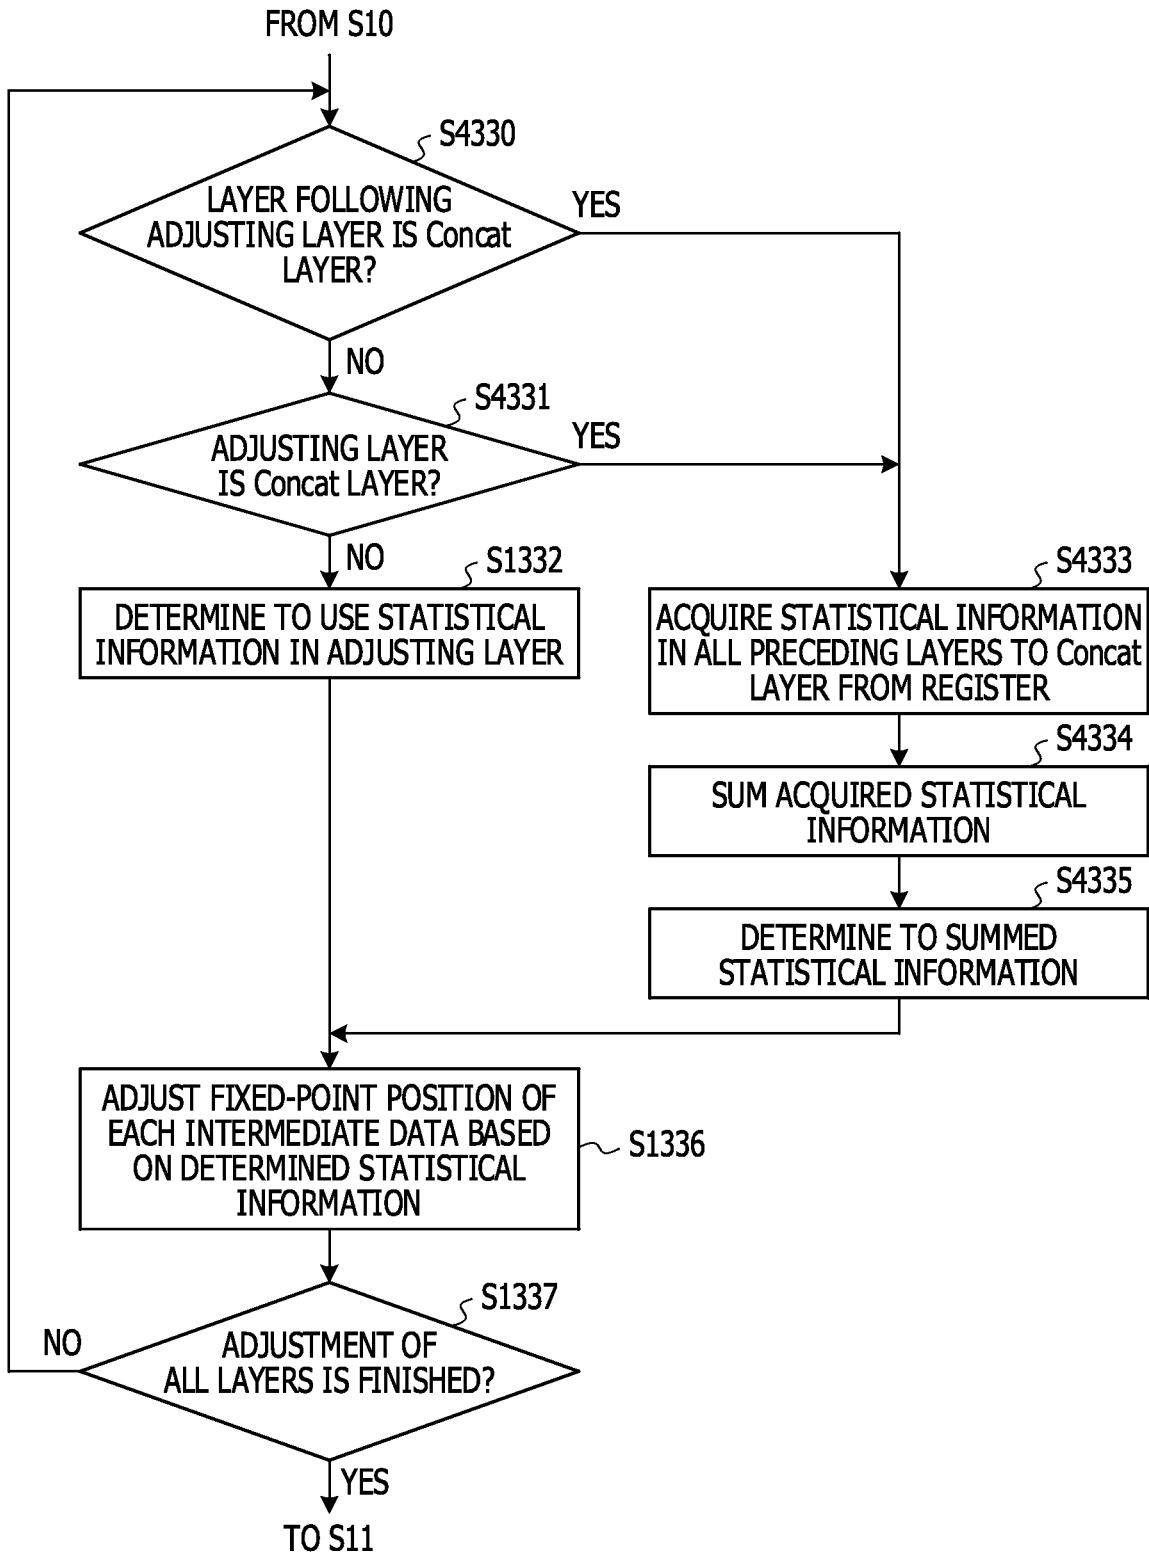 FROM S10
S4330
LAYER FOLLOWING
ADJUSTING LAYER IS Concat
LAYER?
YES
NO
S4331
ADJUSTING LAYER
IS Concat LAYER?
YES
NO
S1332
DETERMINE TO USE STATISTICAL
INFORMATION IN ADJUSTING LAYER
S4333
ACQUIRE STATISTICAL INFORMATION
IN ALL PRECEDING LAYERS TO Concat
LAYER FROM REGISTER
S4334
SUM ACQUIRED STATISTICAL
INFORMATION
S4335
DETERMINE TO SUMMED
STATISTICAL INFORMATION
ADJUST FIXED-POINT POSITION OF
EACH INTERMEDIATE DATA BASED
ON DETERMINED STATISTICAL
INFORMATION
S1336
S1337
ADJUSTMENT OF
ALL LAYERS IS FINISHED?
NO
YES
TO S11